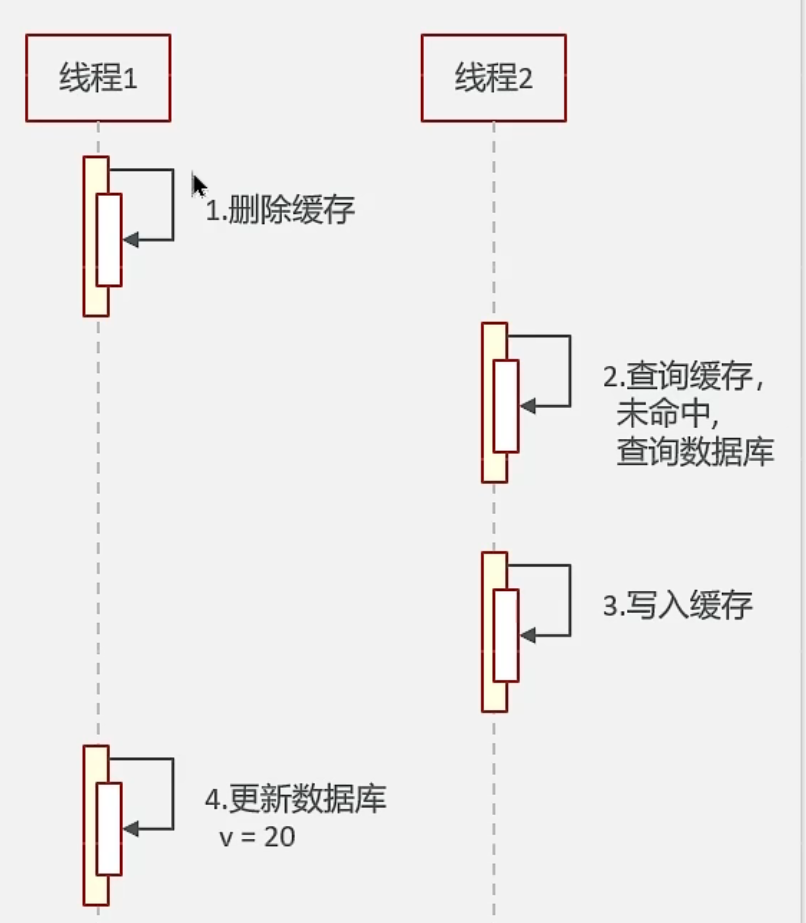 线程1
线程2
1.删除缓存
2.查询缓存，
未命中,
查询数据库
3.写入缓存
4.更新数据库
v = 20